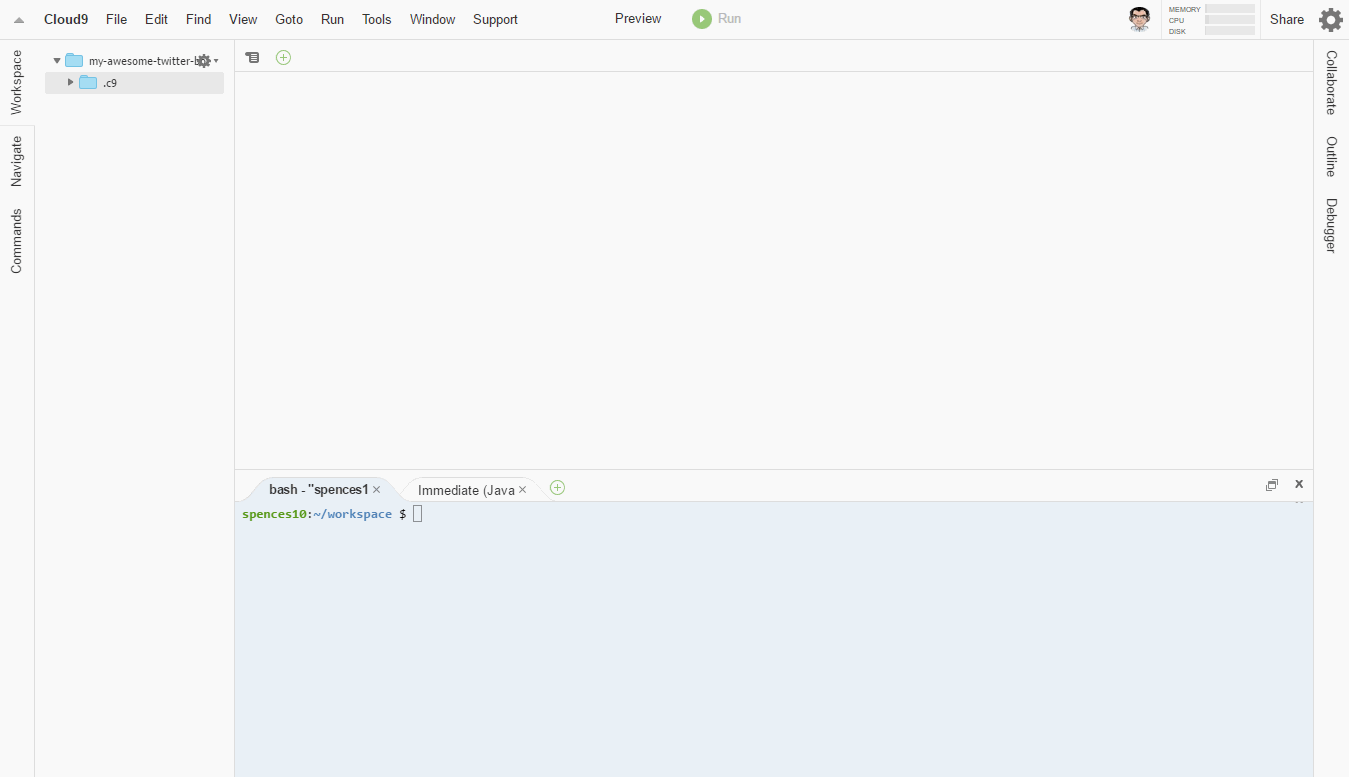 Cloud9 File Edit Find View Goto Run Tools Window Support Preview Run MEMORY CPU DISK Share
Workspace
Navigate
Commands
my-awesome-twitter-b
.c9
bash - "spences1 × Immediate (Java ×
spences10:~/workspace $
Collaborate
Outline
Debugger